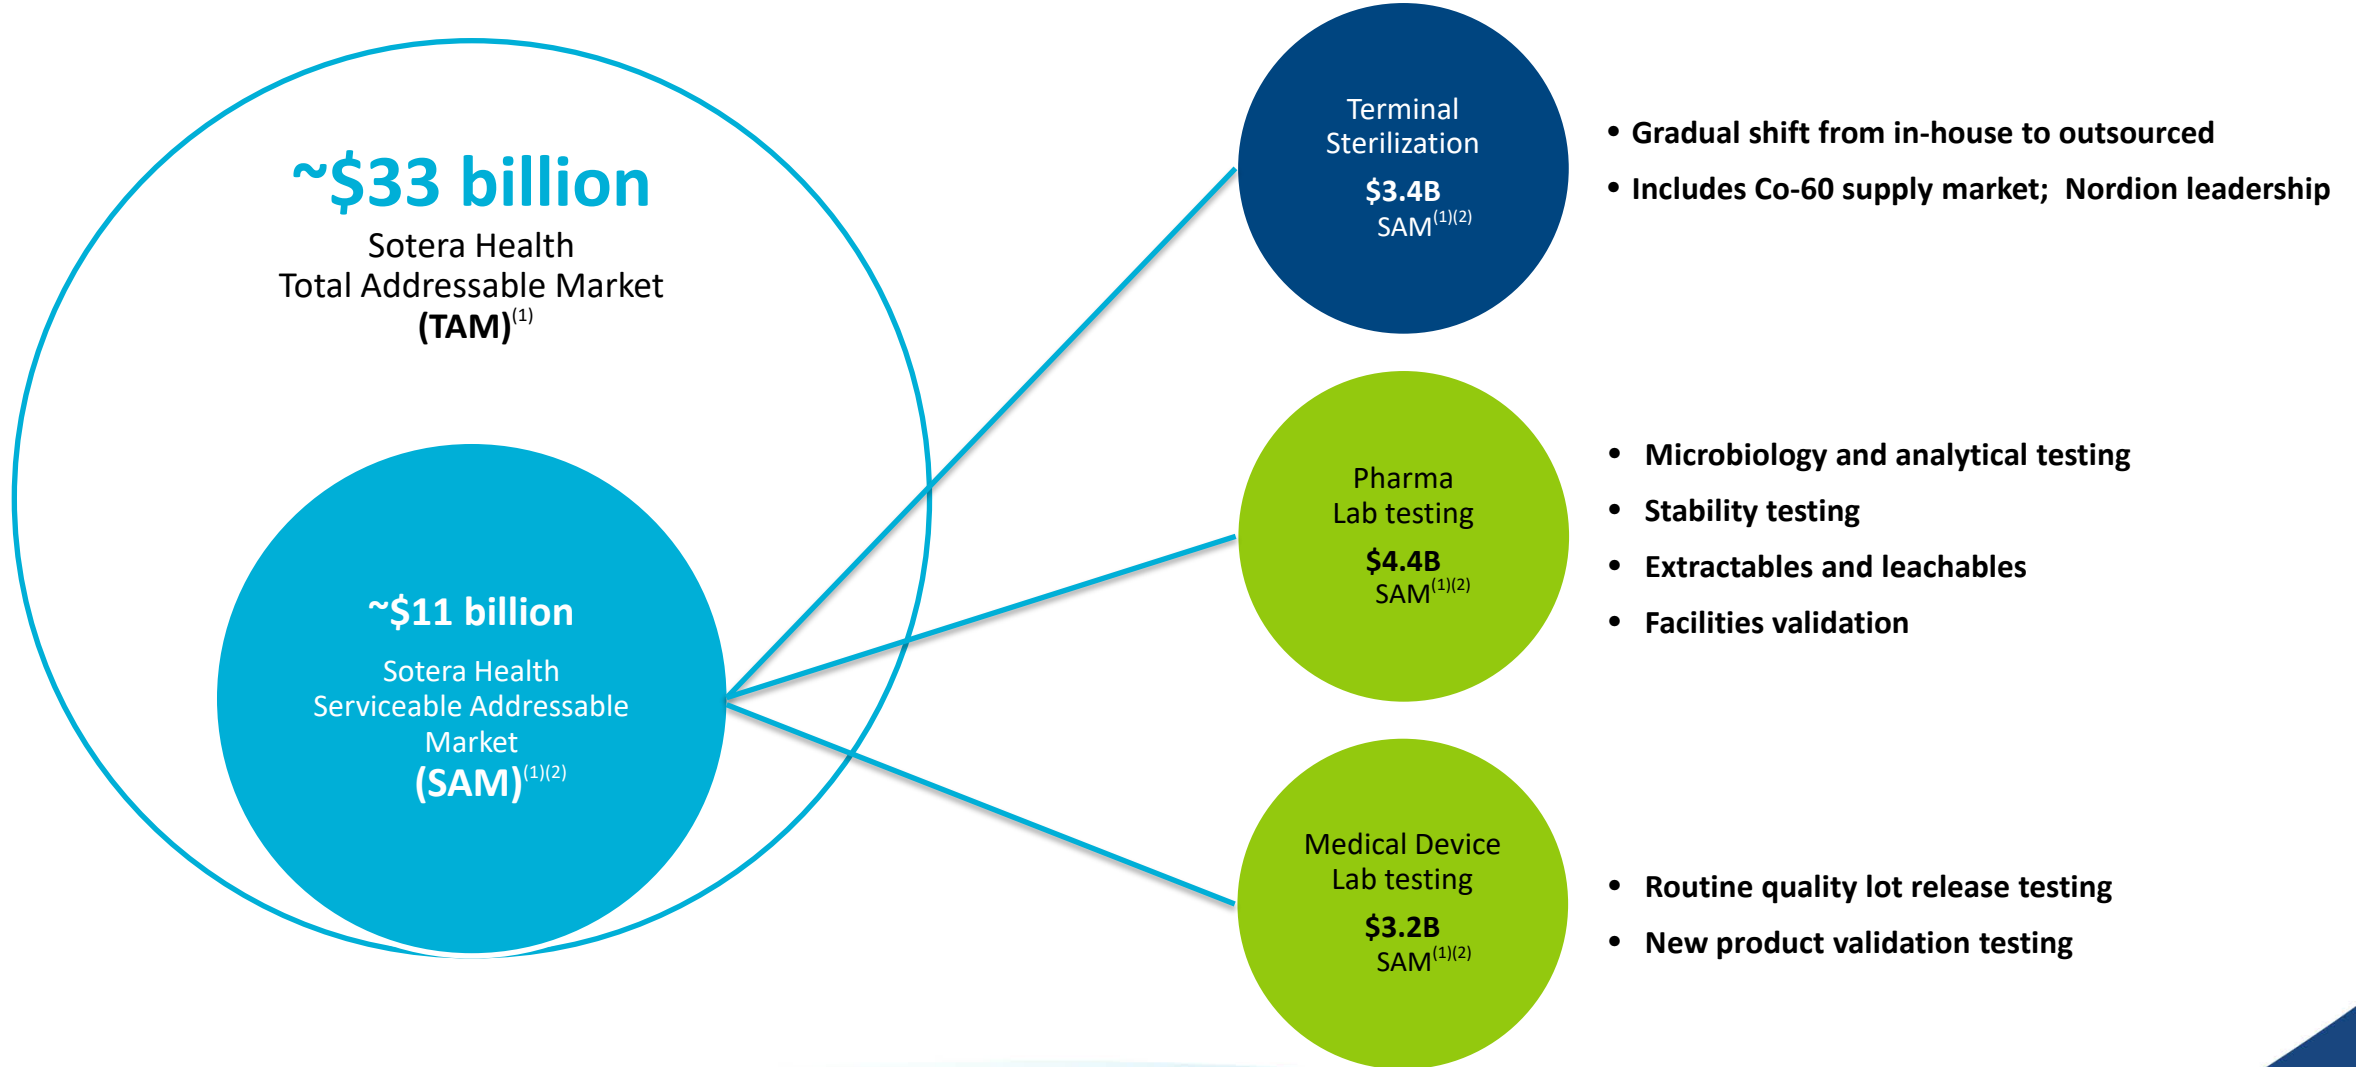 ~$33 billion
Sotera Health
Total Addressable Market
(TAM)(1)
~$11 billion
Sotera Health
Serviceable Addressable
Market
(SAM)(1)(2)
Terminal
Sterilization
$3.4B
SAM(1)(2)
• Gradual shift from in-house to outsourced
• Includes Co-60 supply market;  Nordion leadership
Pharma
Lab testing
$4.4B
SAM(1)(2)
• Microbiology and analytical testing
• Stability testing
• Extractables and leachables
• Facilities validation
Medical Device
Lab testing
$3.2B
SAM(1)(2)
• Routine quality lot release testing
• New product validation testing